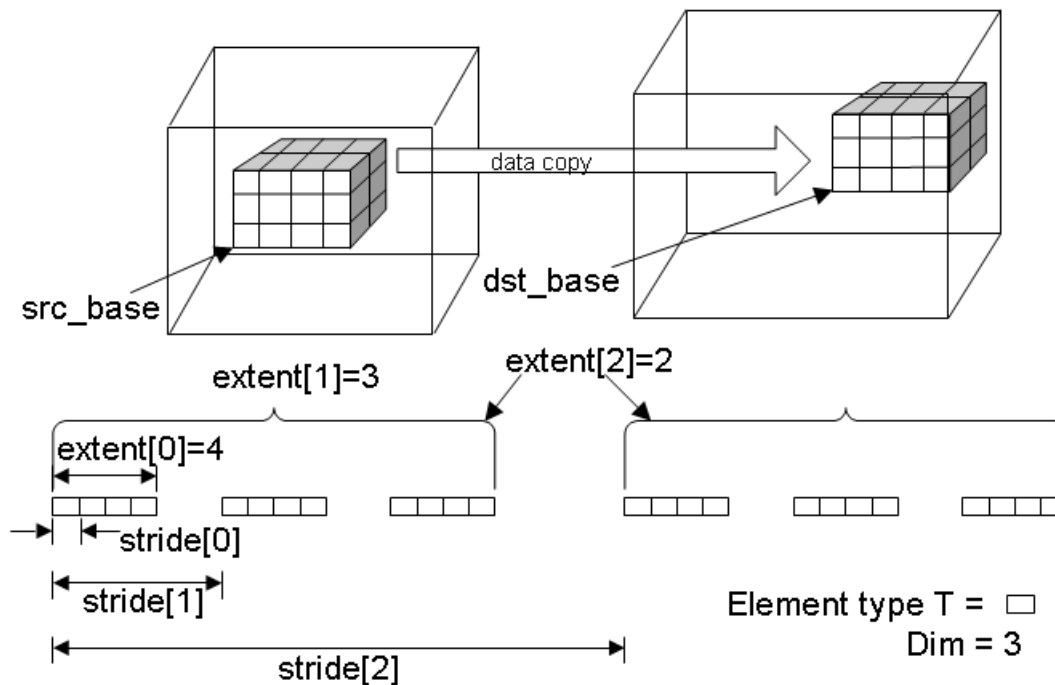 data copy
src_base
dst_base
extent[1]=3
extent[2]=2
extent[0]=4
stride[0]
stride[1]
stride[2]
Element type T =
Dim = 3